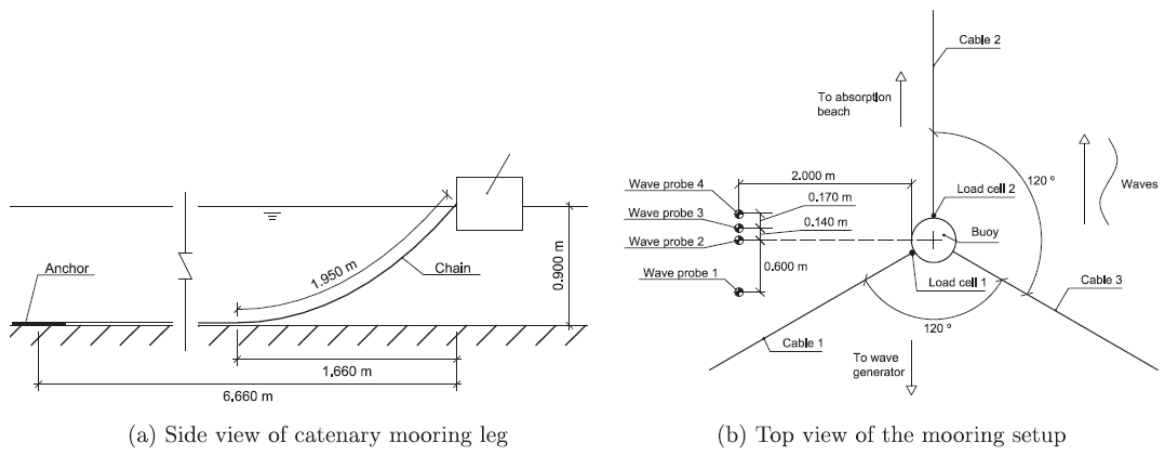 Anchor
1.950 m
Chain
0.900 m
1.660 m
6.660 m
(a) Side view of catenary mooring leg
Cable 2
To absorption
beach
2.000 m
Wave probe 4
0.170 m
Wave probe 3
0.140 m
Wave probe 2
Wave probe 1
0.600 m
Load cell 2
120 º
Waves
Buoy
Load cell 1
Cable 3
120 º
Cable 1
To wave
generator
(b) Top view of the mooring setup